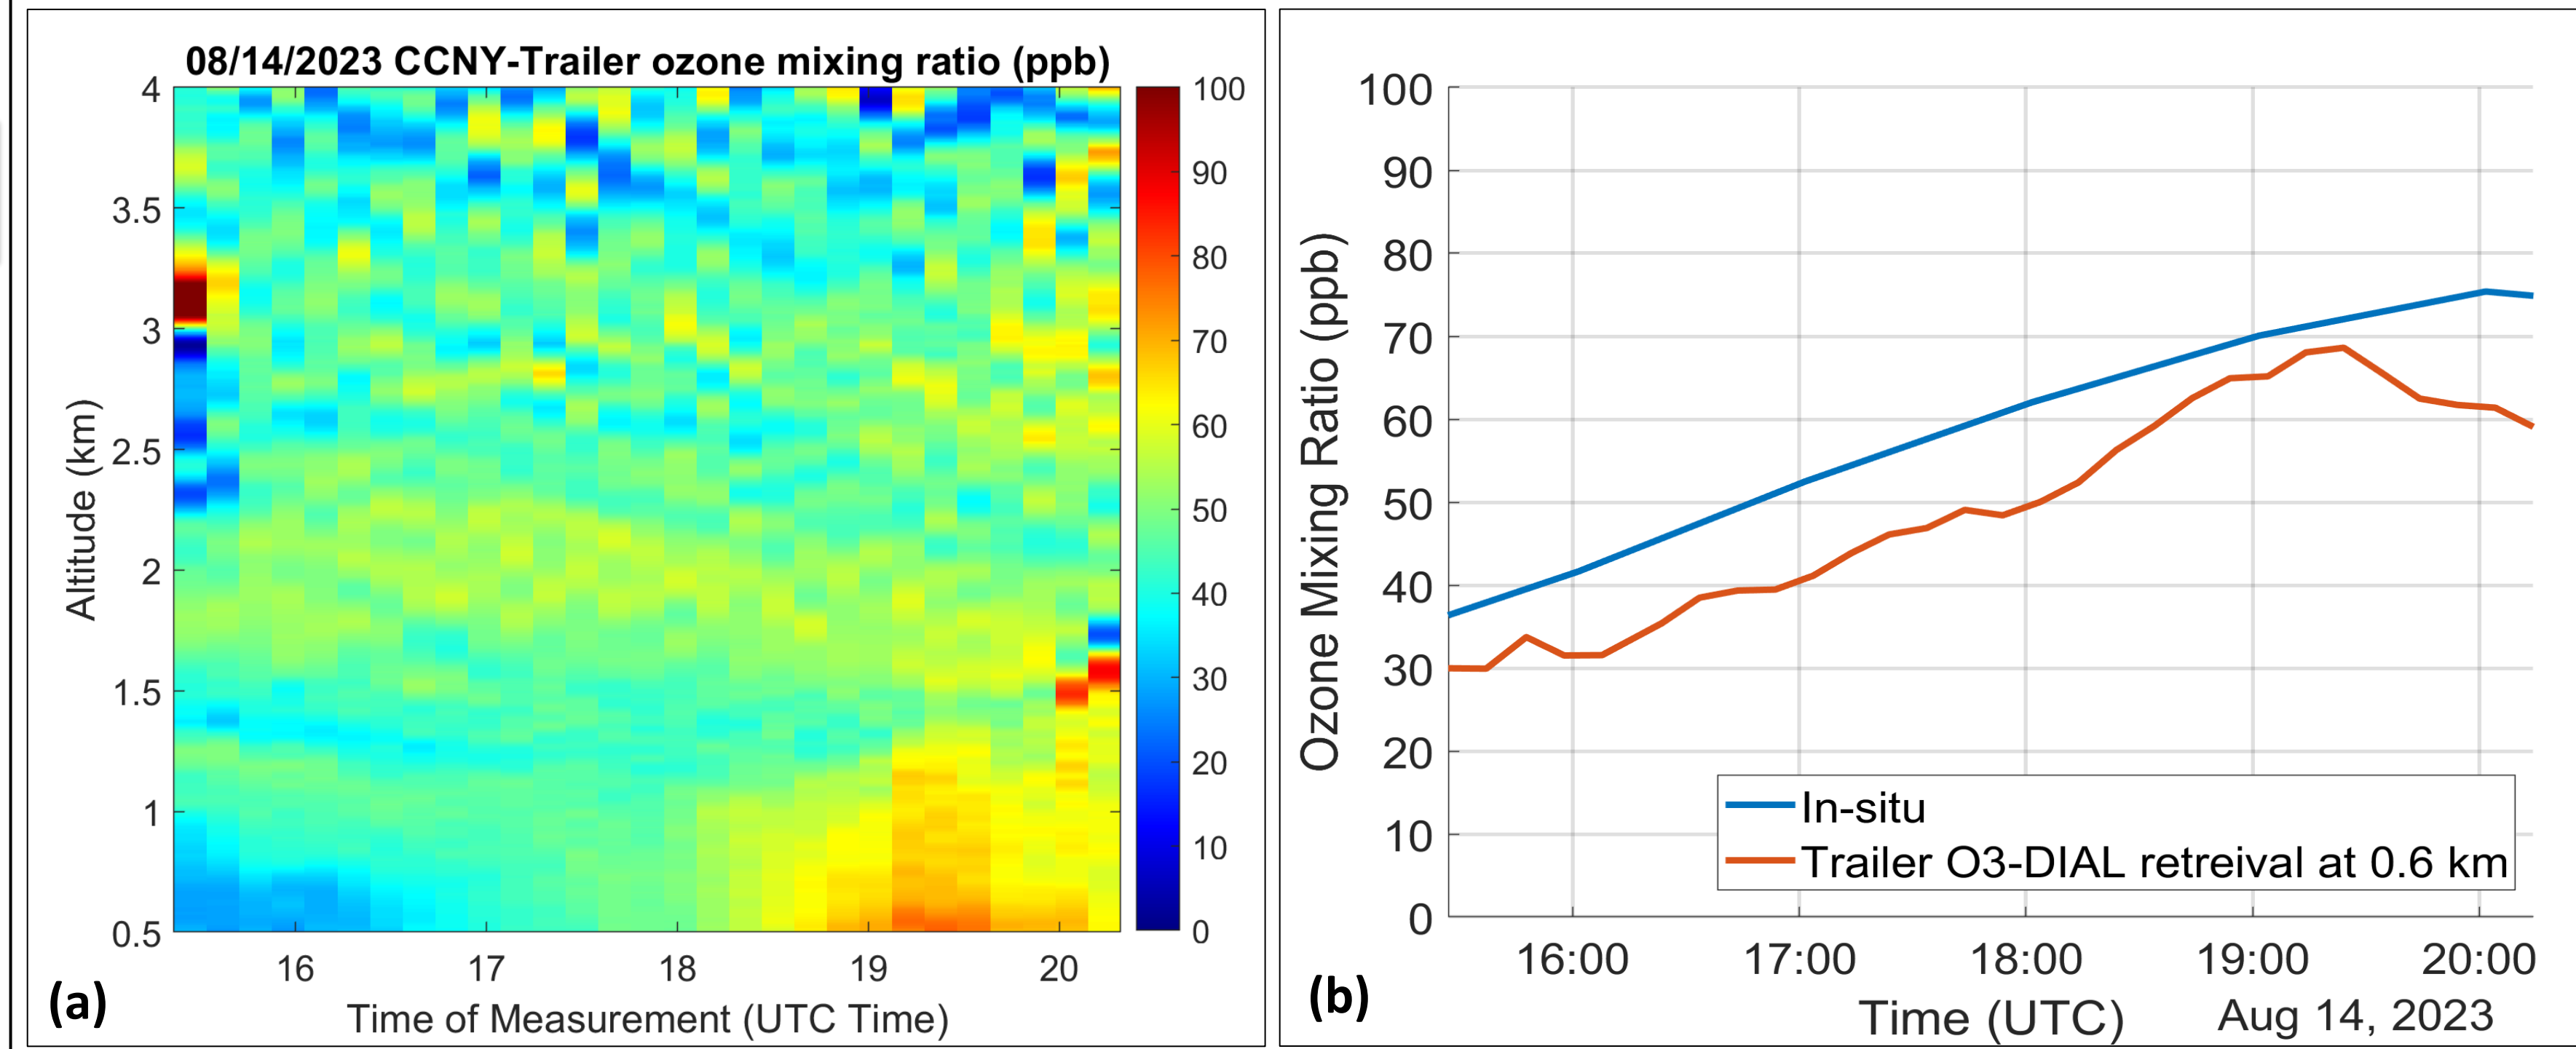 08/14/2023 CCNY-Trailer ozone mixing ratio (ppb)
4
3.5
3
2.5
2
1.5
1
0.5
Altitude (km)
16 17 18 19 20
Time of Measurement (UTC Time)
100
90
80
70
60
50
40
30
20
10
0
(a)
100
90
80
70
60
50
40
30
20
10
0
Ozone Mixing Ratio (ppb)
In-situ
Trailer O3-DIAL retreival at 0.6 km
16:00 17:00 18:00 19:00 20:00
Time (UTC) Aug 14, 2023
(b)